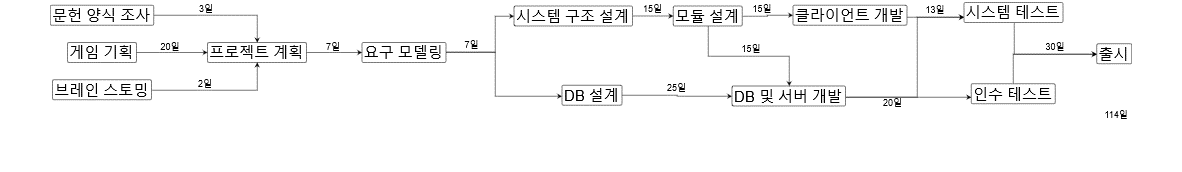 문헌 양식 조사
3일
게임 기획
20일
프로젝트 계획
브레인 스토밍
2일
7일
요구 모델링
7일
시스템 구조 설계
15일
모듈 설계
15일
클라이언트 개발
13일
시스템 테스트
15일
DB 설계
25일
DB 및 서버 개발
20일
인수 테스트
30일
출시
114일